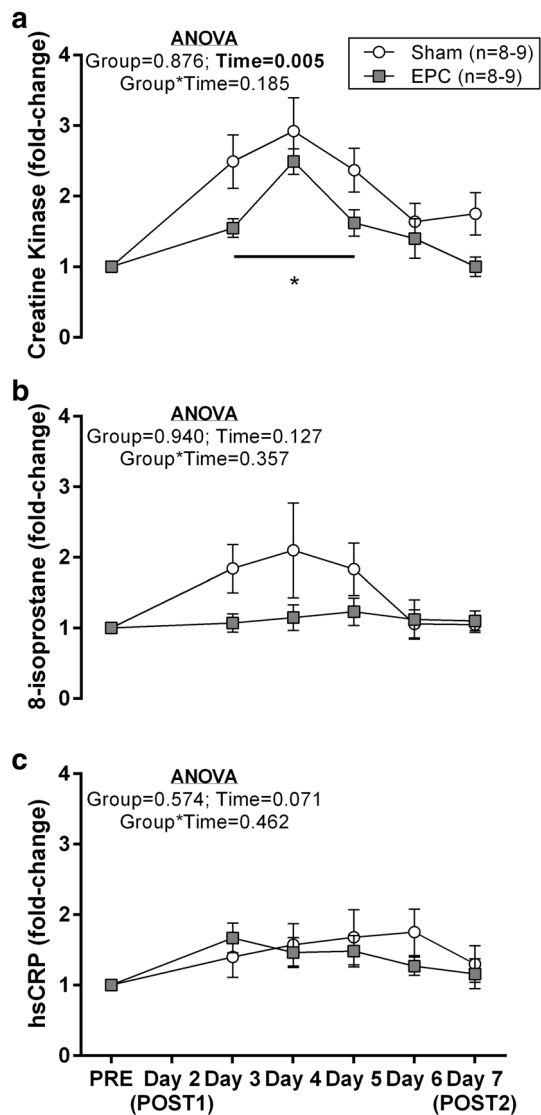 a
ANOVA
Group=0.876; Time=0.005
Group*Time=0.185
Sham (n=8-9)
EPC (n=8-9)
Creatine Kinase (fold-change)
4
3
2
1
0
*
b
ANOVA
Group=0.940; Time=0.127
Group*Time=0.357
8-isoprostane (fold-change)
4
3
2
1
0
c
ANOVA
Group=0.574; Time=0.071
Group*Time=0.462
hsCRP (fold-change)
4
3
2
1
0
PRE Day 2 Day 3 Day 4 Day 5 Day 6 Day 7
(POST1) (POST2)